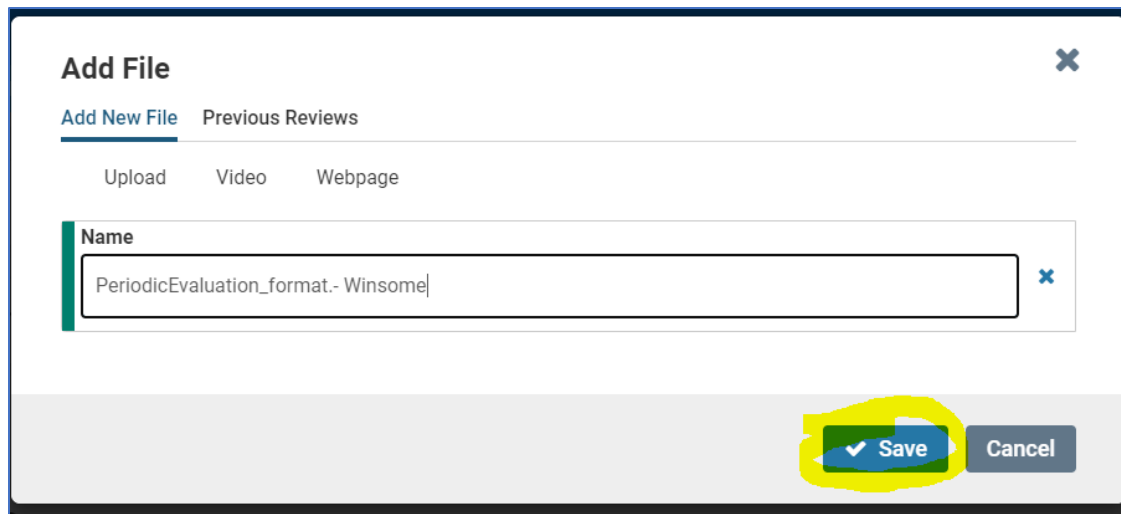 Add File
Add New File Previous Reviews
Upload Video Webpage
Name
PeriodicEvaluation_format.- Winsome
Save Cancel